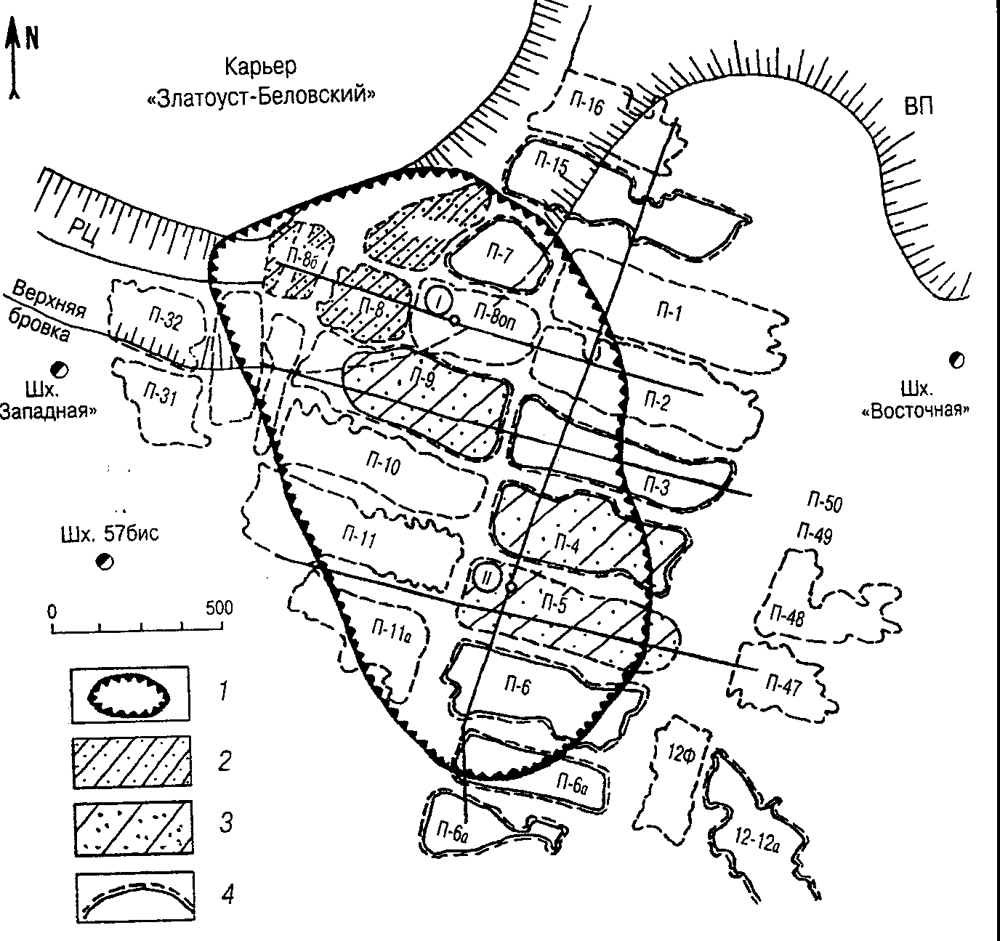 N
Карьер
«Златоуст-Беловский»
ВП
П-16
П-15
РЦ
П-8б
П-7
П-8
I
П-8оп
П-1
Верхняя
бровка
П-32
П-31
Шх.
Западная»
П-9
П-2
Шх.
«Восточная»
П-10
П-3
П-50
П-49
Шх. 57бис
П-11
П-4
II
П-5
П-48
0
500
П-11а
П-6
П-47
1
2
3
4
12Ф
П-6а
П-6а
12-12а